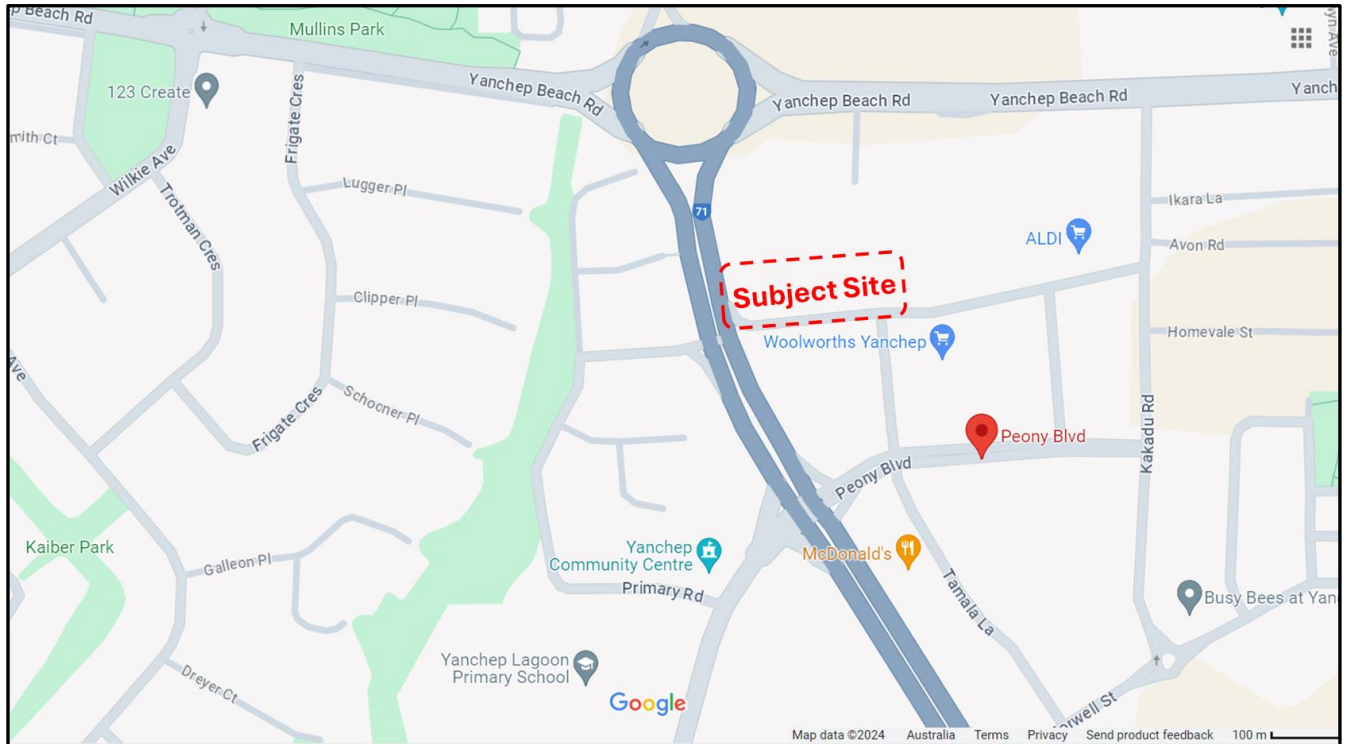 p Beach Rd
Mullins Park
Yanchep Beach Rd
Yanchep Beach Rd
Yanchep Beach Rd
Yanch
wyn Ave
123 Create
Frigate Cres
mith Ct
Wilkie Ave
Trotman Cres
Lugger Pl
71
Ikara La
ALDI
Avon Rd
Subject Site
Clipper Pl
Woolworths Yanchep
Homevale St
Ave
Schooner Pl
Frigate Cres
Kakadu Rd
Peony Blvd
Peony Blvd
Kaiber Park
Galleon Pl
Yanchep
Community Centre
McDonald's
Primary Rd
Tamala La
Busy Bees at Yan
Yanchep Lagoon
Primary School
Dreyer Ct
Google
orwell St
Map data ©2024 Australia Terms Privacy Send product feedback 100 m